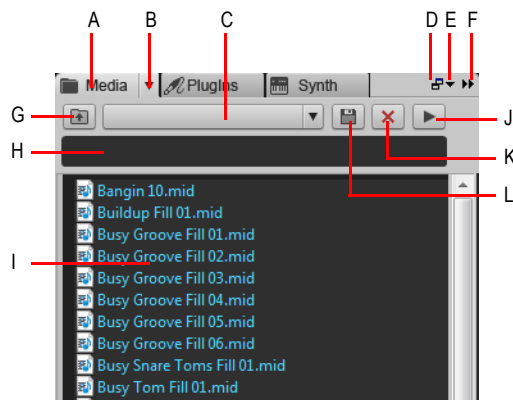 A B C D E F
Media PlugIns Synth
G J
H K
L
Bangin 10.mid
Buildup Fill 01.mid
Busy Groove Fill 01.mid
I Busy Groove Fill 02.mid
Busy Groove Fill 03.mid
Busy Groove Fill 04.mid
Busy Groove Fill 05.mid
Busy Groove Fill 06.mid
Busy Snare Toms Fill 01.mid
Busy Tom Fill 01.mid